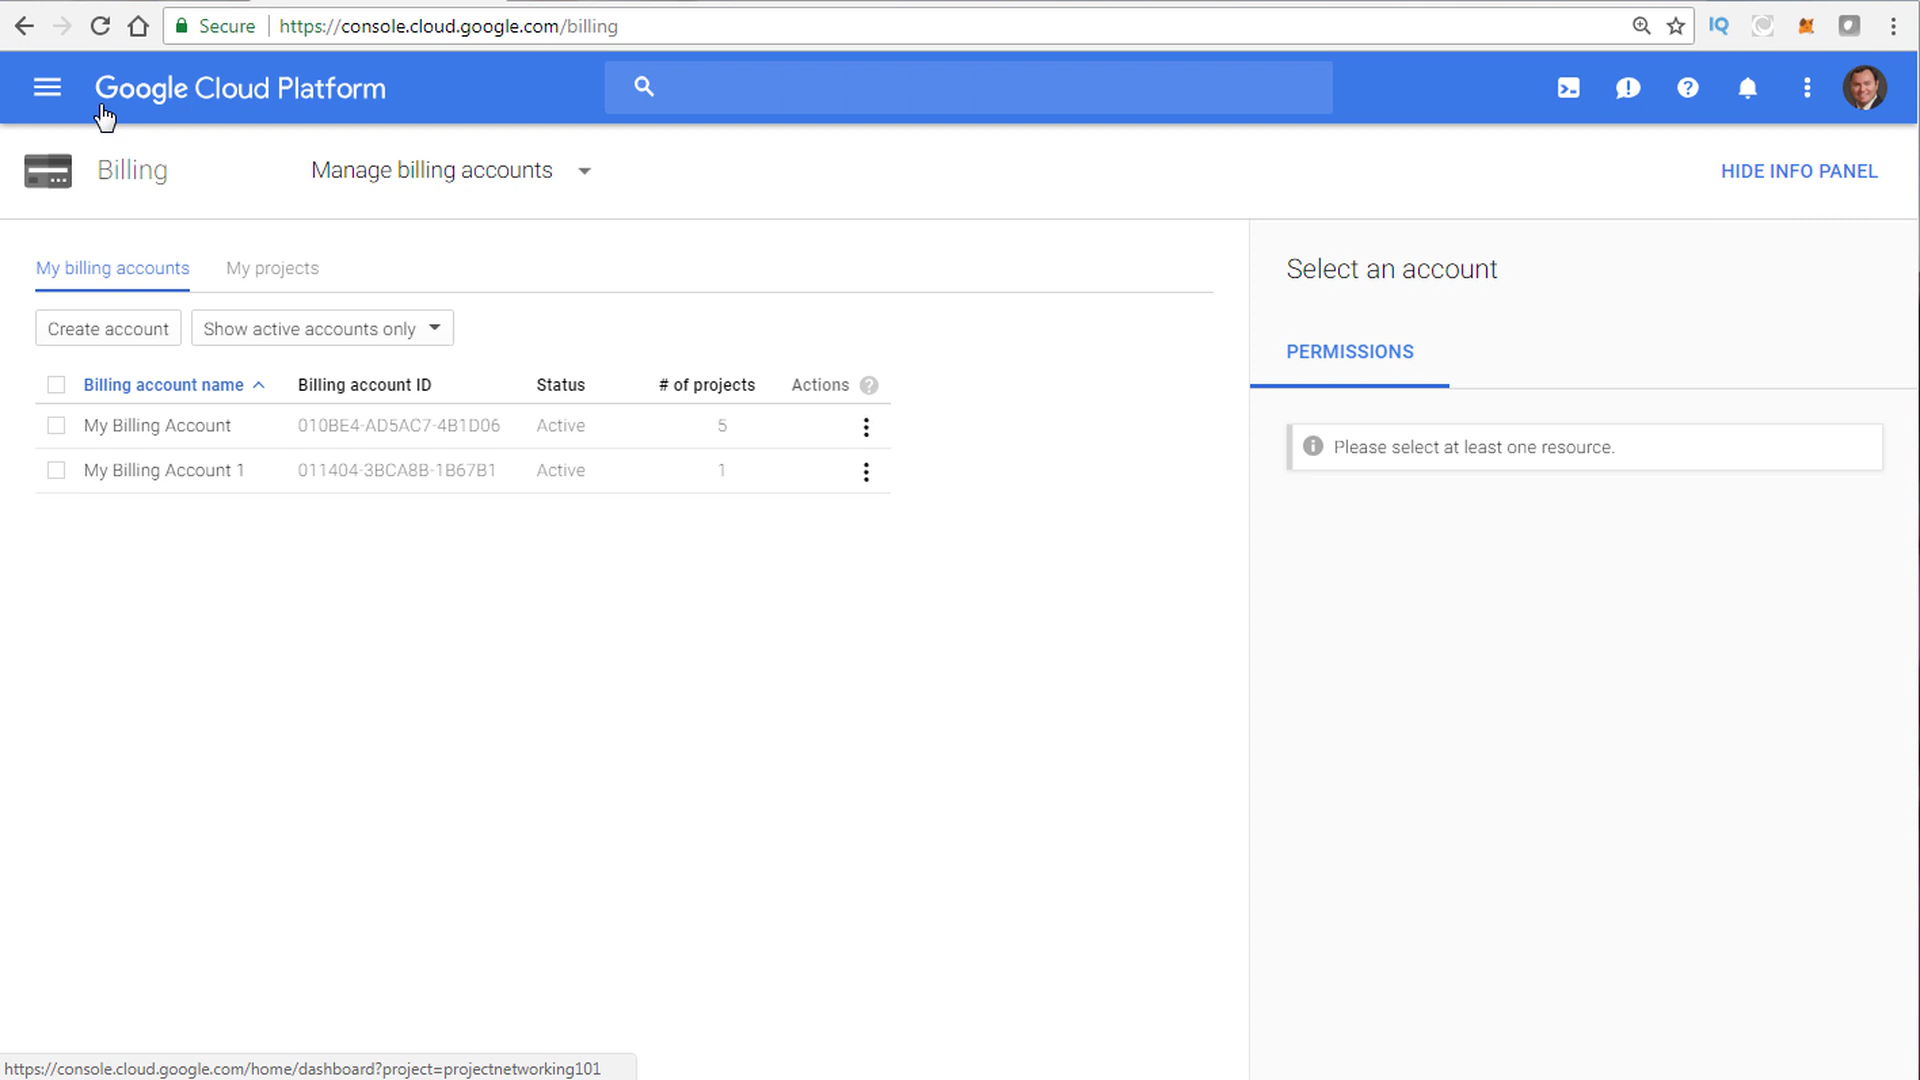 Secure https://console.cloud.google.com/billing
IQ
Google Cloud Platform
Billing
Manage billing accounts
HIDE INFO PANEL
My billing accounts
My projects
Create account
Show active accounts only
Billing account name Billing account ID Status # of projects Actions
My Billing Account 010BE4-AD5AC7-4B1D06 Active 5
My Billing Account 1 011404-3BCA8B-1B67B1 Active 1
Select an account
PERMISSIONS
Please select at least one resource.
https://console.cloud.google.com/home/dashboard?project=projectnetworking101